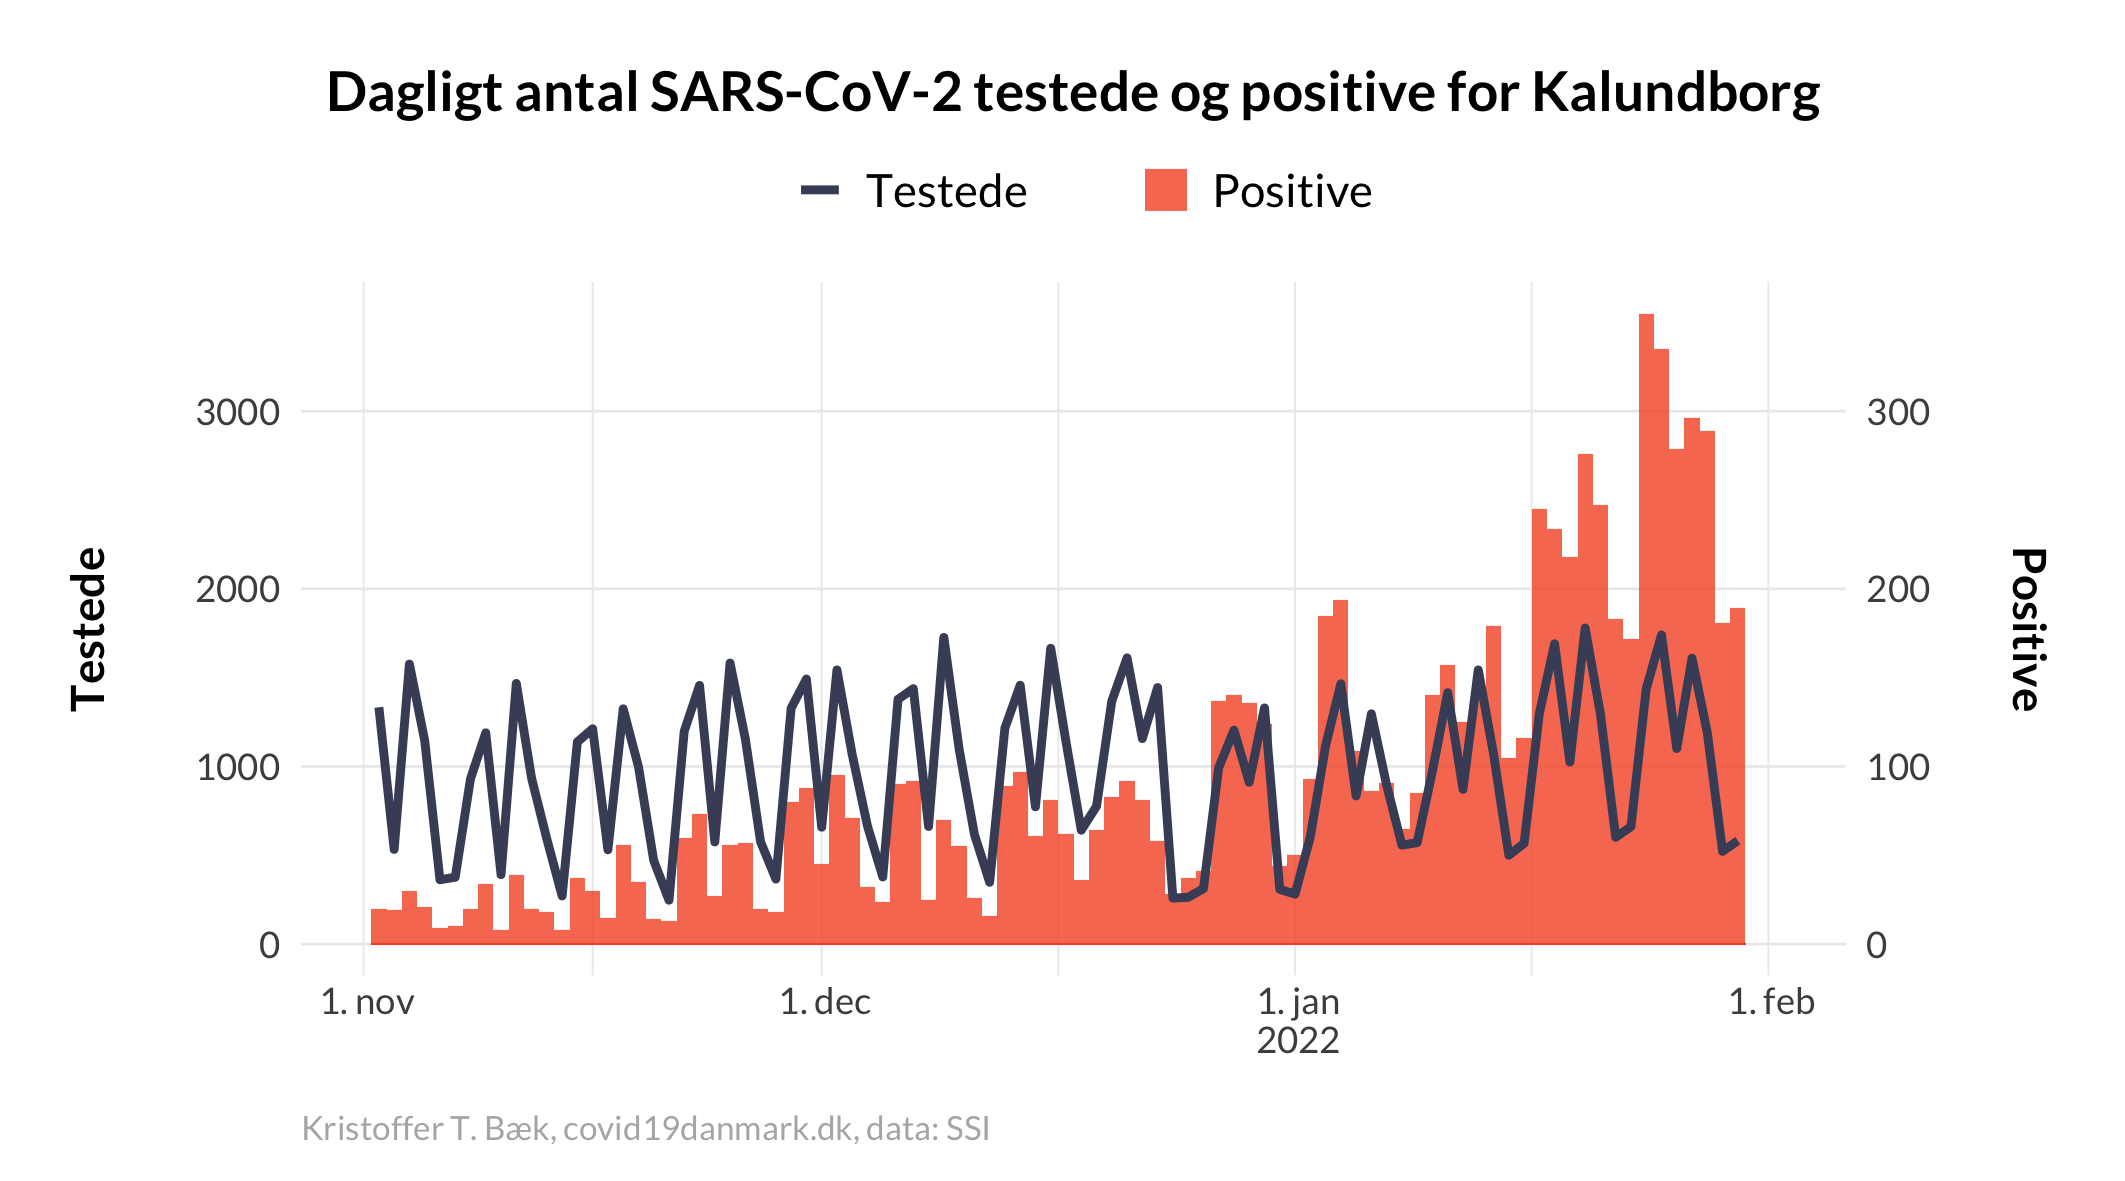 Dagligt antal SARS-CoV-2 testede og positive for Kalundborg
Testede
Positive
Testede
3000
2000
1000
0
300
200
100
0
Positive
1. nov
1. dec
1. jan
2022
1. feb
Kristoffer T. Bæk, covid19danmark.dk, data: SSI